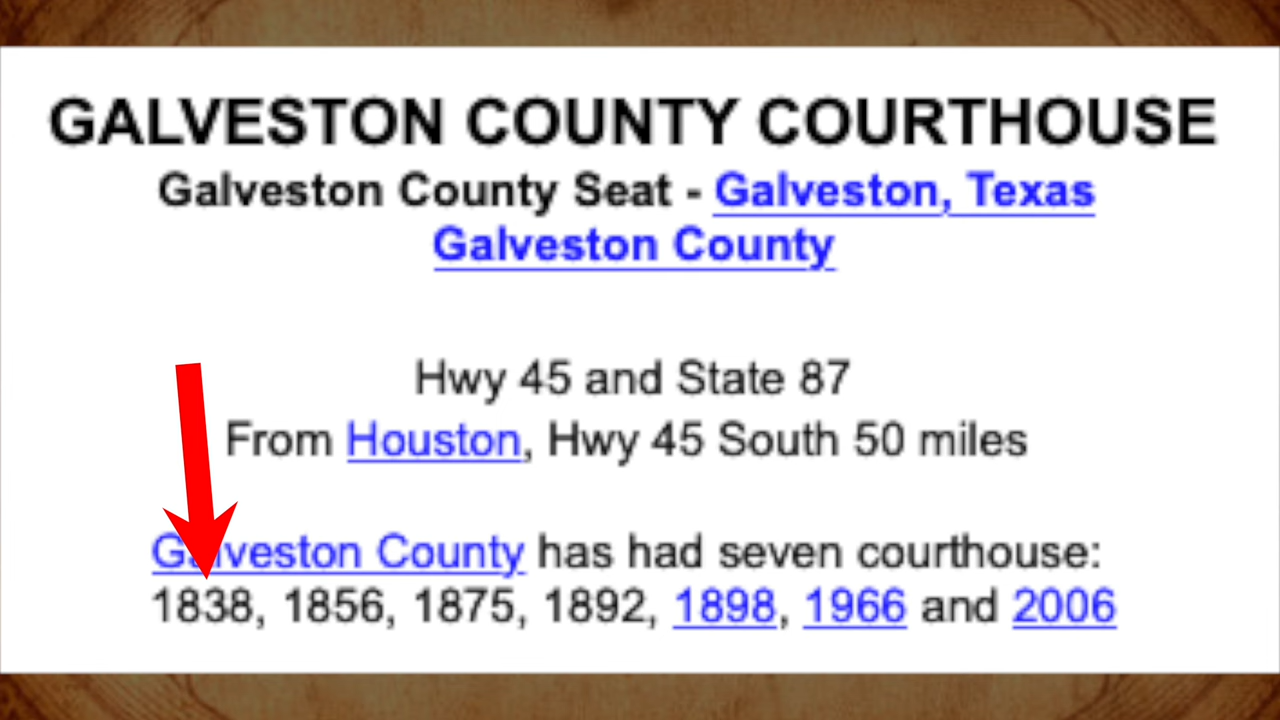 GALVESTON COUNTY COURTHOUSE
Galveston County Seat - Galveston, Texas
Galveston County
Hwy 45 and State 87
From Houston, Hwy 45 South 50 miles
Galveston County has had seven courthouse:
1838, 1856, 1875, 1892, 1898, 1966 and 2006